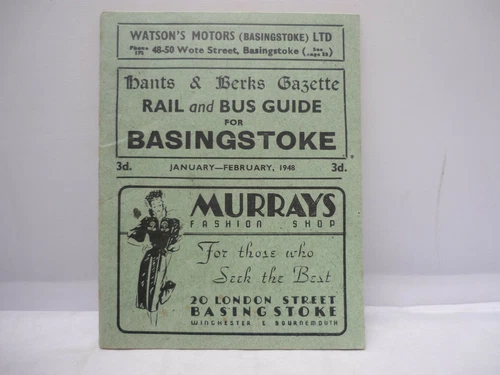 WATSON'S MOTORS (BASINGSTOKE) LTD
Phone 48-50 Wote Street, Basingstoke (See
Hants & Berks Gazette
RAIL and BUS GUIDE
FOR
BASINGSTOKE
3d. JANUARY—FEBRUARY, 1948 3d.
MURRAYS
FASHION SHOP
For those who
Seek the Best
20 LONDON STREET
BASINGSTOKE
WINCHESTER & BOURNEMOUTH